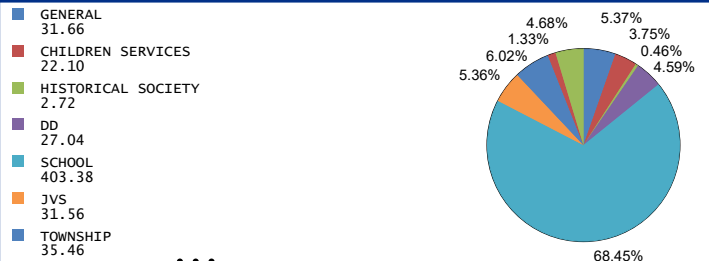 GENERAL
31.66
CHILDREN SERVICES
22.10
HISTORICAL SOCIETY
2.72
DD
27.04
SCHOOL
403.38
JVS
31.56
TOWNSHIP
35.46
5.37%
3.75%
0.46%
4.59%
68.45%
5.36%
6.02%
1.33%
4.68%